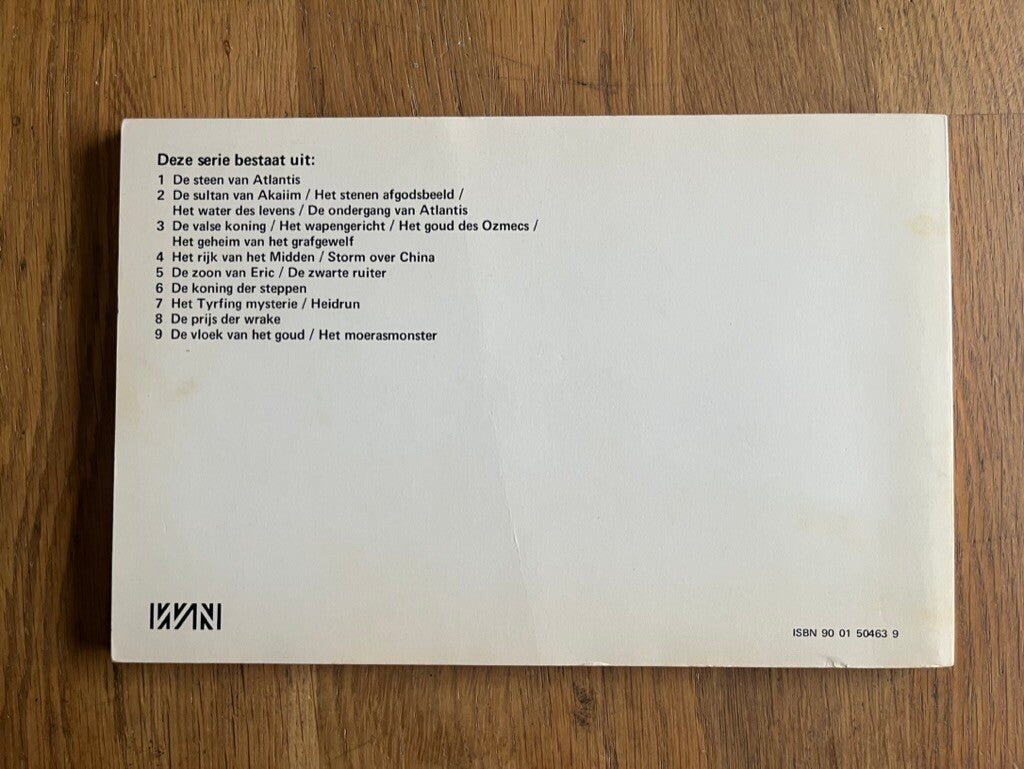 Deze serie bestaat uit:
1 De steen van Atlantis
2 De sultan van Akaiim / Het stenen afgodsbeeld /
Het water des levens / De ondergang van Atlantis
3 De valse koning / Het wapengericht / Het goud des Ozmecs /
Het geheim van het grafgewelf
4 Het rijk van het Midden / Storm over China
5 De zoon van Eric / De zwarte ruiter
6 De koning der steppen
7 Het Tyrfing mysterie / Heidrun
8 De prijs der wrake
9 De vloek van het goud / Het moerasmonster
ISBN 90 01 50463 9